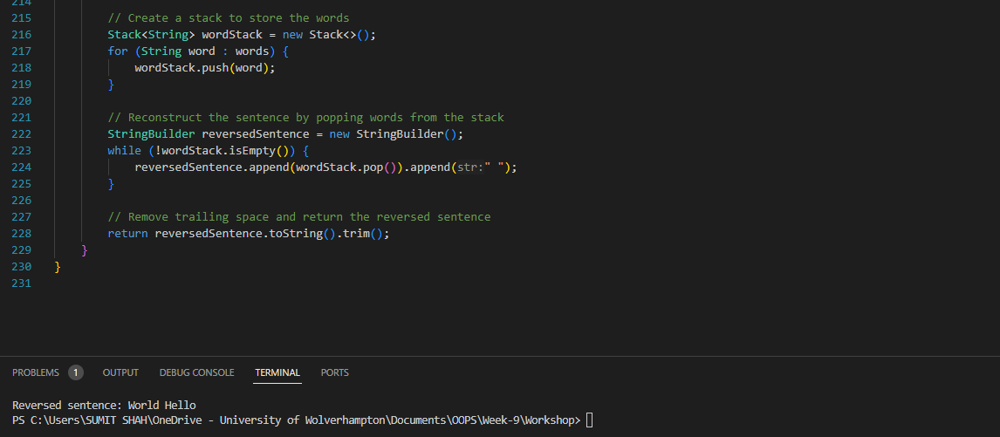 214
215 // Create a stack to store the words
216 Stack<String> wordStack = new Stack<>();
217 for (String word : words) {
218 wordStack.push(word);
219 }
220
221 // Reconstruct the sentence by popping words from the stack
222 StringBuilder reversedSentence = new StringBuilder();
223 while (!wordStack.isEmpty()) {
224 reversedSentence.append(wordStack.pop()).append(str:" ");
225 }
226
227 // Remove trailing space and return the reversed sentence
228 return reversedSentence.toString().trim();
229 }
230 }
231
PROBLEMS 1 OUTPUT DEBUG CONSOLE TERMINAL PORTS
Reversed sentence: World Hello
PS C:\Users\SUMIT SHAH\OneDrive - University of Wolverhampton\Documents\OOPS\Week-9\Workshop>